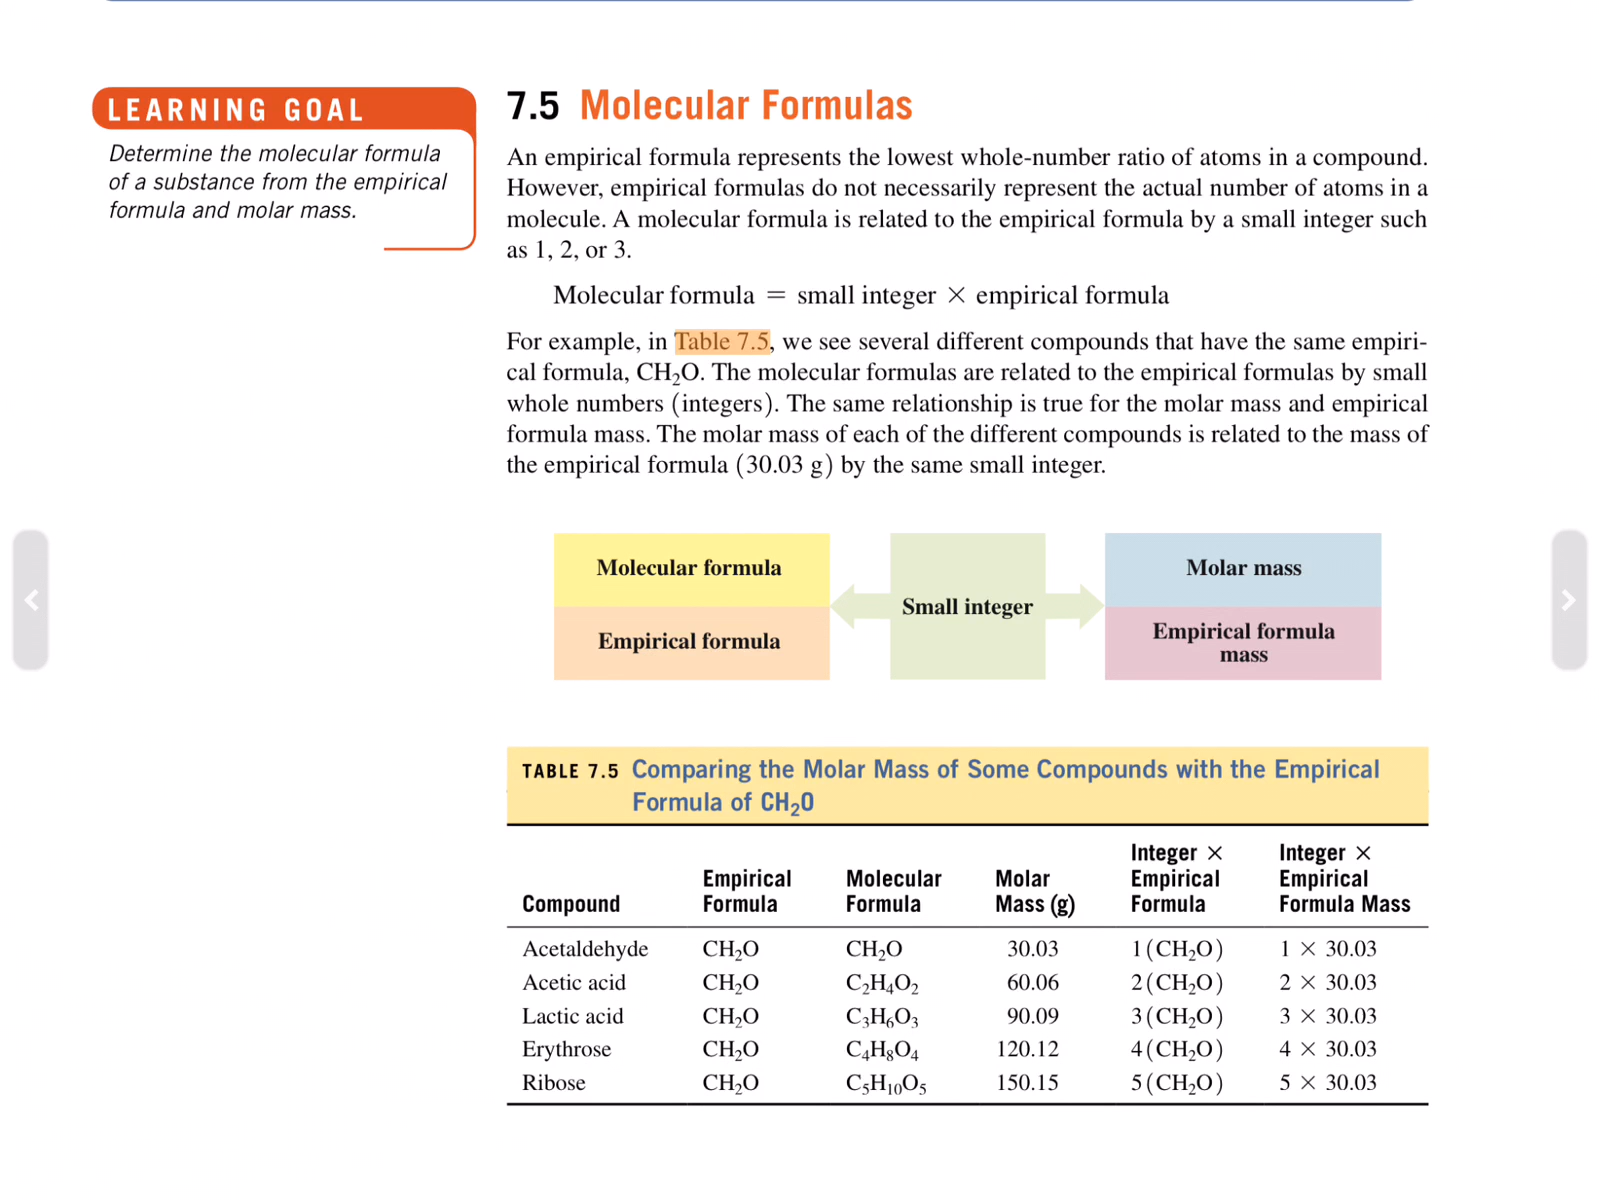 LEARNING GOAL
Determine the molecular formula
of a substance from the empirical
formula and molar mass.
7.5 Molecular Formulas
An empirical formula represents the lowest whole-number ratio of atoms in a compound.
However, empirical formulas do not necessarily represent the actual number of atoms in a
molecule. A molecular formula is related to the empirical formula by a small integer such
as 1, 2, or 3.
Molecular formula = small integer × empirical formula
For example, in Table 7.5, we see several different compounds that have the same empiri-
cal formula, CH₂O. The molecular formulas are related to the empirical formulas by small
whole numbers (integers). The same relationship is true for the molar mass and empirical
formula mass. The molar mass of each of the different compounds is related to the mass of
the empirical formula (30.03 g) by the same small integer.
Molecular formula
Empirical formula
Small integer
Molar mass
Empirical formula
mass
TABLE 7.5 Comparing the Molar Mass of Some Compounds with the Empirical
Formula of CH₂O
Compound
Empirical
Formula
Molecular
Formula
Molar
Mass (g)
Integer ×
Empirical
Formula
Integer ×
Empirical
Formula Mass
Acetaldehyde CH₂O CH₂O 30.03 1(CH₂O) 1 × 30.03
Acetic acid CH₂O C₂H₄O₂ 60.06 2(CH₂O) 2 × 30.03
Lactic acid CH₂O C₃H₆O₃ 90.09 3(CH₂O) 3 × 30.03
Erythrose CH₂O C₄H₈O₄ 120.12 4(CH₂O) 4 × 30.03
Ribose CH₂O C₅H₁₀O₅ 150.15 5(CH₂O) 5 × 30.03